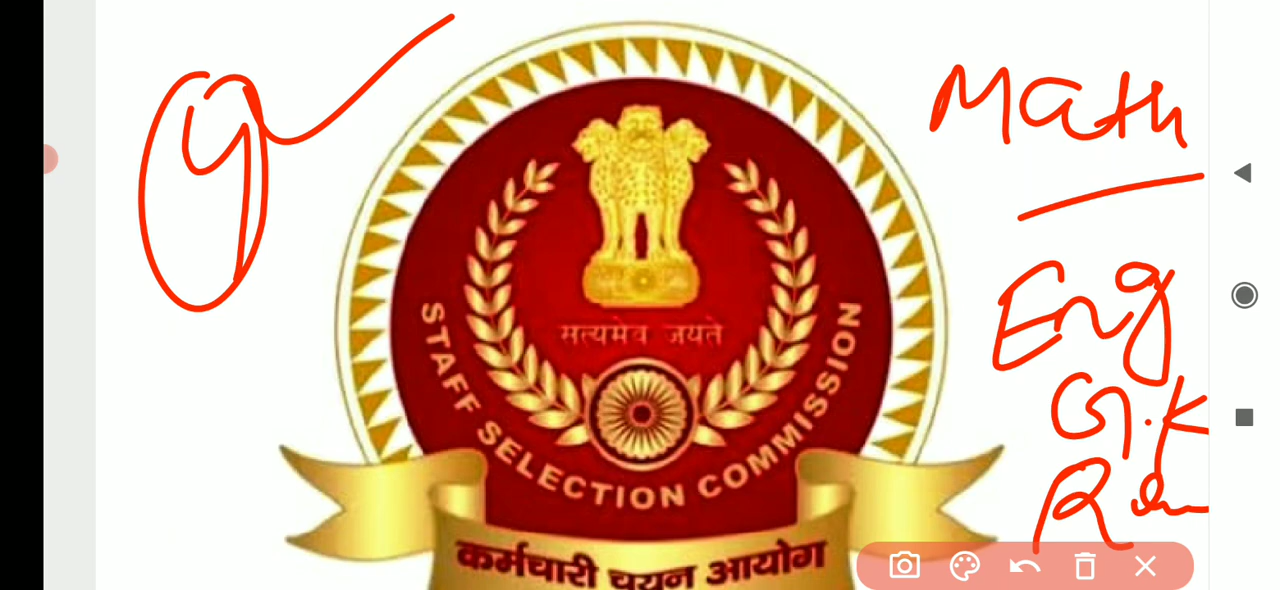 Math
Eng
G.K
सत्यमेव जयते
STAFF SELECTION COMMISSION
कर्मचारी चयन आयोग